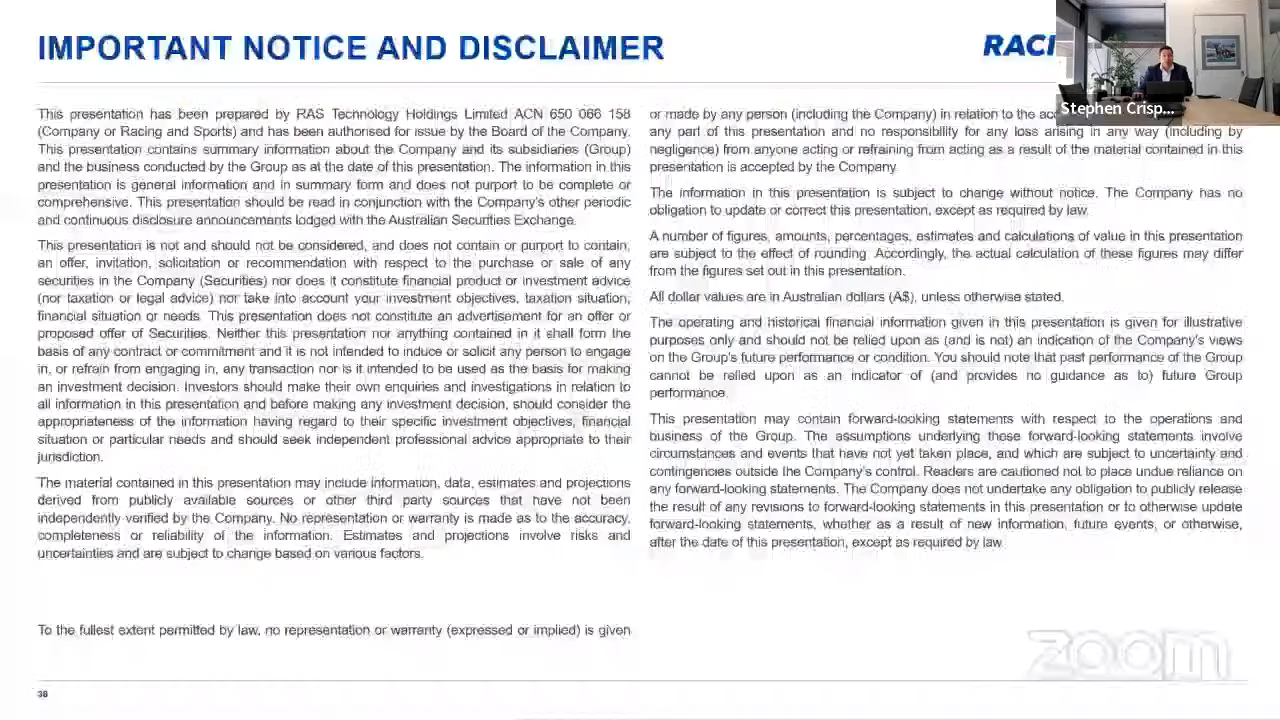 IMPORTANT NOTICE AND DISCLAIMER
RACI
Stephen Crisp...
This presentation has been prepared by RAS Technology Holdings Limited ACN 650 066 158
(Company or Racing and Sports) and has been authorised for issue by the Board of the Company.
This presentation contains summary information about the Company and its subsidiaries (Group)
and the business conducted by the Group as at the date of this presentation. The information in this
presentation is general information and in summary form and does not purport to be complete or
comprehensive. This presentation should be read in conjunction with the Company's other periodic
and continuous disclosure announcements lodged with the Australian Securities Exchange.
This presentation is not and should not be considered, and does not contain or purport to contain,
an offer, invitation, solicitation or recommendation with respect to the purchase or sale of any
securities in the Company (Securities) nor does it constitute financial product or investment advice
(nor taxation or legal advice) nor take into account your investment objectives, taxation situation,
financial situation or needs. This presentation does not constitute an advertisement for an offer or
proposed offer of Securities. Neither this presentation nor anything contained in it shall form the
basis of any contract or commitment and it is not intended to induce or solicit any person to engage
in, or refrain from engaging in, any transaction nor is it intended to be used as the basis for making
an investment decision. Investors should make their own enquiries and investigations in relation to
all information in this presentation and before making any investment decision, should consider the
appropriateness of the information having regard to their specific investment objectives, financial
situation or particular needs and should seek independent professional advice appropriate to their
jurisdiction.
The material contained in this presentation may include information, data, estimates and projections
derived from publicly available sources or other third party sources that have not been
independently verified by the Company. No representation or warranty is made as to the accuracy,
completeness or reliability of the information. Estimates and projections involve risks and
uncertainties and are subject to change based on various factors.
To the fullest extent permitted by law, no representation or warranty (expressed or implied) is given
or made by any person (including the Company) in relation to the
any part of this presentation and no responsibility for any loss arising in any way (including by
negligence) from anyone acting or refraining from acting as a result of the material contained in this
presentation is accepted by the Company.
The information in this presentation is subject to change without notice. The Company has no
obligation to update or correct this presentation, except as required by law.
A number of figures, amounts, percentages, estimates and calculations of value in this presentation
are subject to the effect of rounding. Accordingly, the actual calculation of these figures may differ
from the figures set out in this presentation.
All dollar values are in Australian dollars (A$), unless otherwise stated.
The operating and historical financial information given in this presentation is given for illustrative
purposes only and should not be relied upon as (and is not) an indication of the Company's views
on the Group's future performance or condition. You should note that past performance of the Group
cannot be relied upon as an indicator of (and provides no guidance as to) future Group
performance.
This presentation may contain forward-looking statements with respect to the operations and
business of the Group. The assumptions underlying these forward-looking statements involve
circumstances and events that have not yet taken place, and which are subject to uncertainty and
contingencies outside the Company's control. Readers are cautioned not to place undue reliance on
any forward-looking statements. The Company does not undertake any obligation to publicly release
the result of any revisions to forward-looking statements in this presentation or to otherwise update
forward-looking statements, whether as a result of new information, future events, or otherwise,
after the date of this presentation, except as required by law.
zoom
38